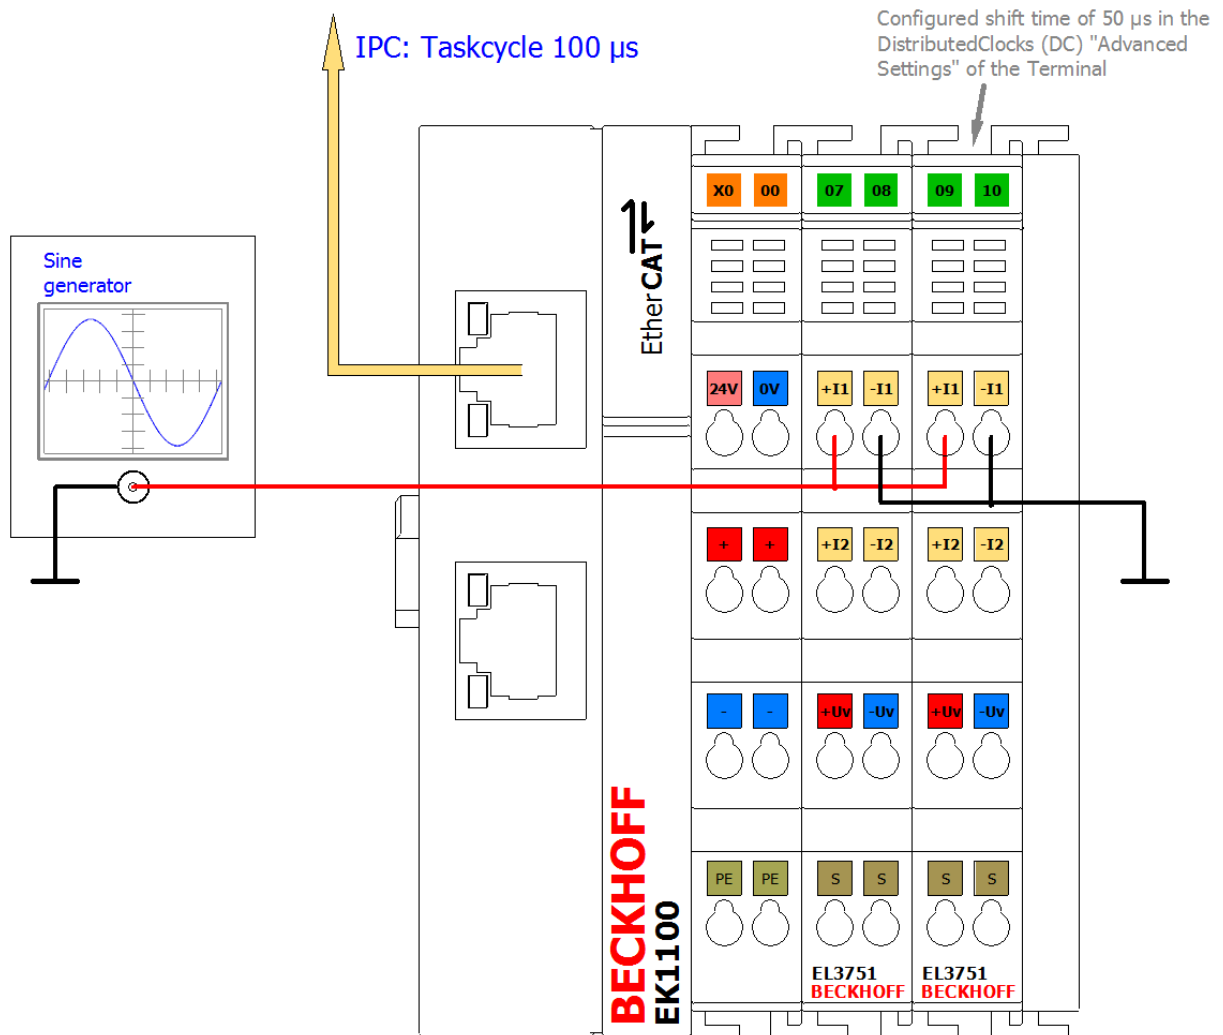 Configured shift time of 50 µs in the
DistributedClocks (DC) "Advanced
Settings" of the Terminal
IPC: Taskcycle 100 µs
Sine
generator
EtherCAT
X0 00 07 08 09 10
24V 0V +I1 -I1 +I1 -I1
+ + +I2 -I2 +I2 -I2
- - +Uv -Uv +Uv -Uv
PE PE S S S S
BECKHOFF
EK1100
EL3751
BECKHOFF
EL3751
BECKHOFF